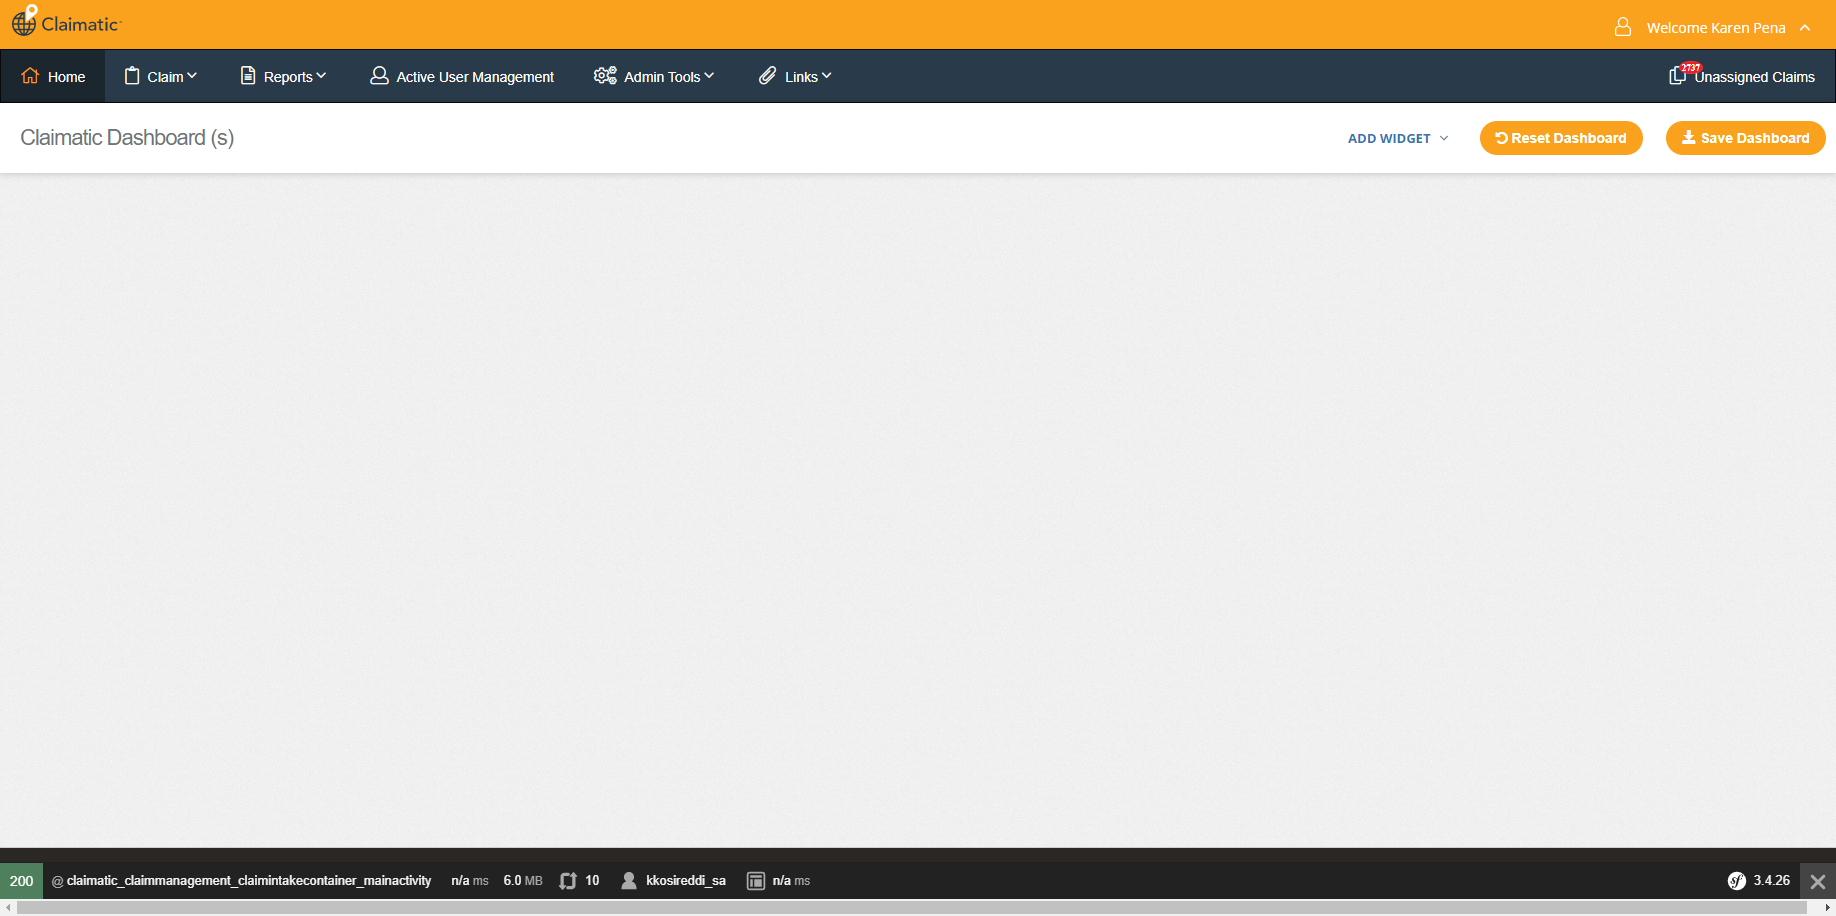 Claimatic
Welcome Karen Pena
Home Claim Reports Active User Management Admin Tools Links 2737 Unassigned Claims
Claimatic Dashboard (s) ADD WIDGET Reset Dashboard Save Dashboard
200 @ claimatic_claimmanagement_claimintakecontainer_mainactivity n/a ms 6.0 MB 10 kkosireddi_sa n/a ms sf 3.4.26